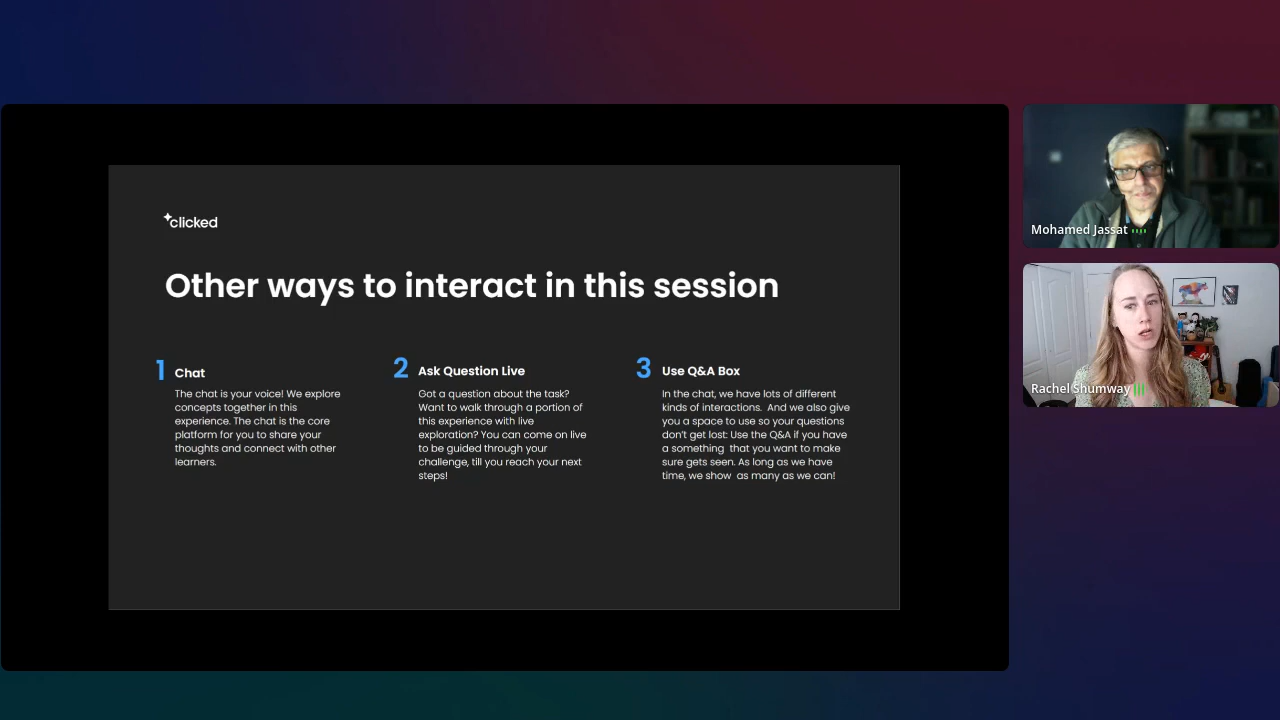 clicked
Other ways to interact in this session
1 Chat
The chat is your voice! We explore
concepts together in this
experience. The chat is the core
platform for you to share your
thoughts and connect with other
learners.
2 Ask Question Live
Got a question about the task?
Want to walk through a portion of
this experience with live
exploration? You can come on live
to be guided through your
challenge, till you reach your next
steps!
3 Use Q&A Box
In the chat, we have lots of different
kinds of interactions. And we also give
you a space to use so your questions
don't get lost: Use the Q&A if you have
a something that you want to make
sure gets seen. As long as we have
time, we show as many as we can!
Mohamed Jassat
Rachel Shumway